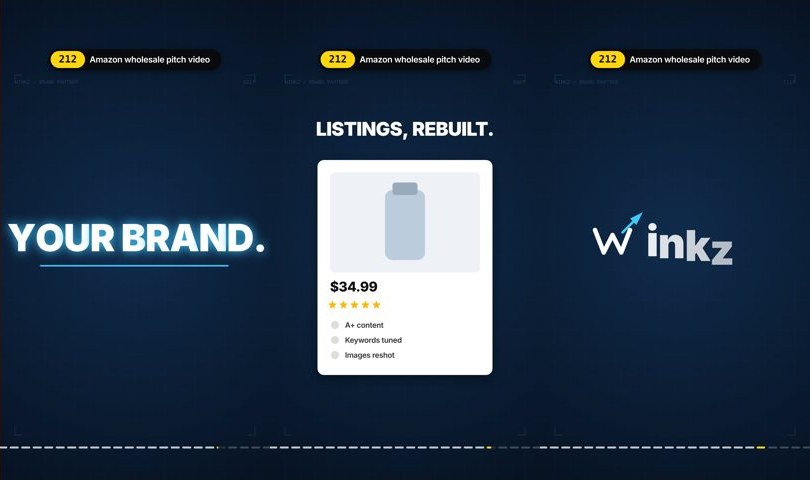 212 Amazon wholesale pitch video
YOUR BRAND.
212 Amazon wholesale pitch video
LISTINGS, REBUILT.
$34.99
A+ content
Keywords tuned
Images reshot
212 Amazon wholesale pitch video
Winkz